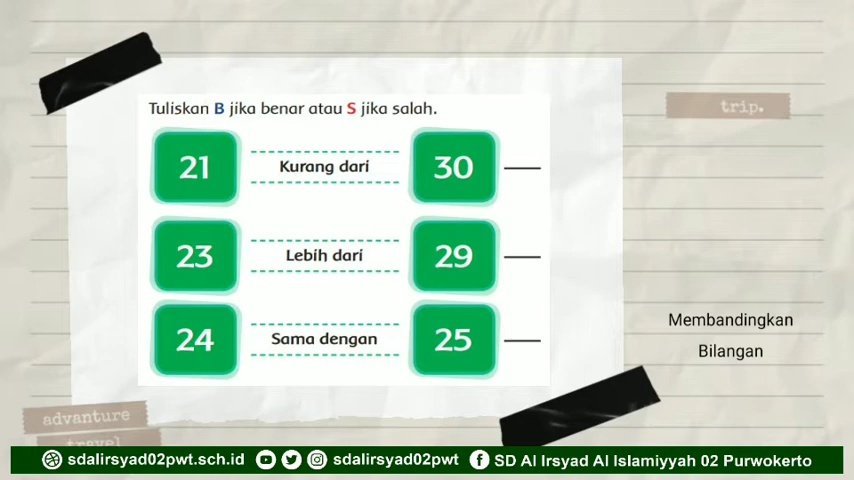 Tuliskan B jika benar atau S jika salah.
trip.
21 Kurang dari 30
23 Lebih dari 29
24 Sama dengan 25
Membandingkan
Bilangan
advanture
travel
sdalirsyad02pwt.sch.id sdalirsyad02pwt SD Al Irsyad Al Islamiyyah 02 Purwokerto